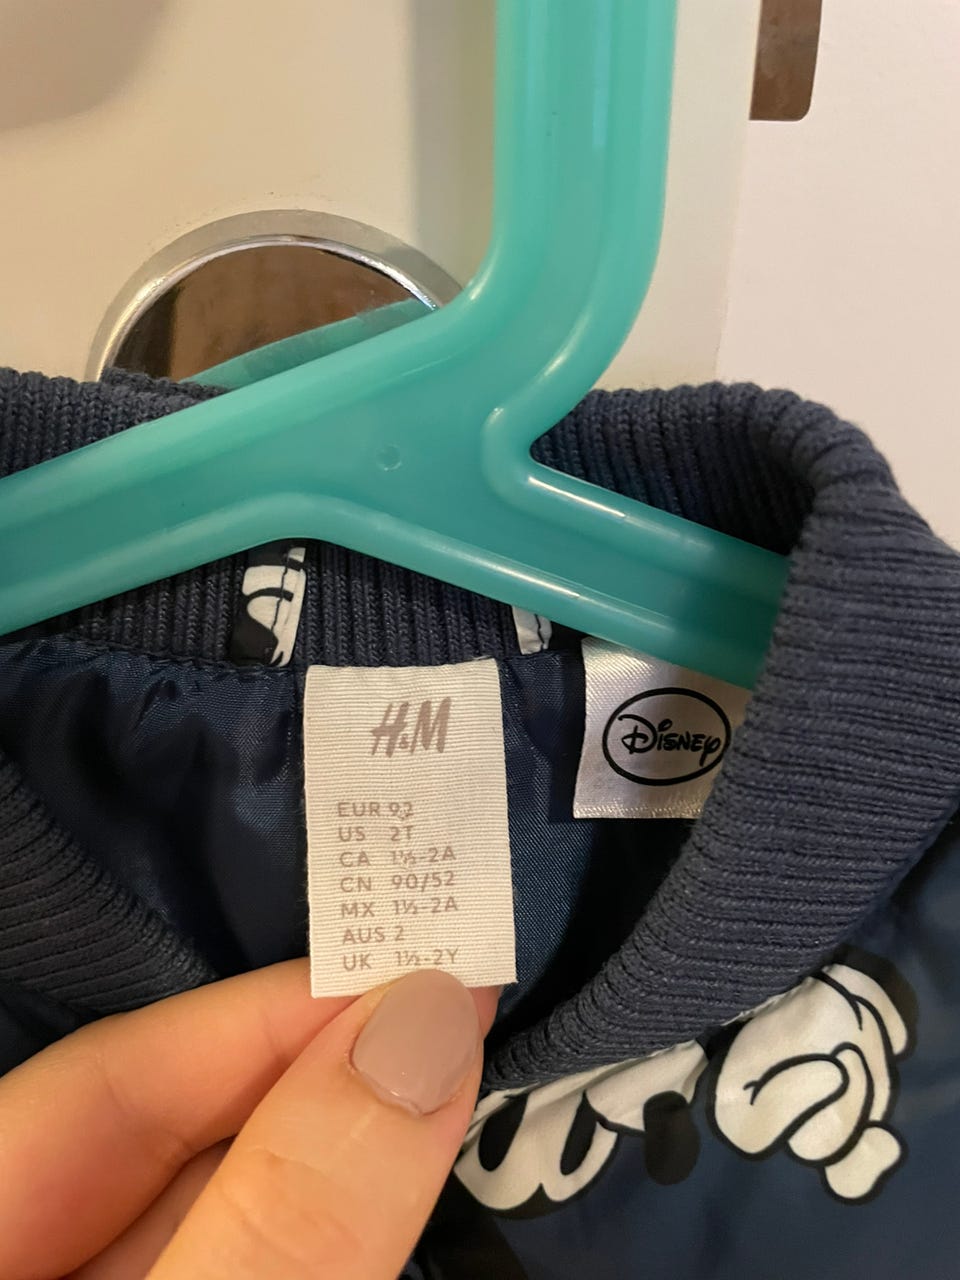 H&M
EUR 92
US 2T
CA 1½-2A
CN 90/52
MX 1½-2A
AUS 2
UK 1½-2Y
Disney